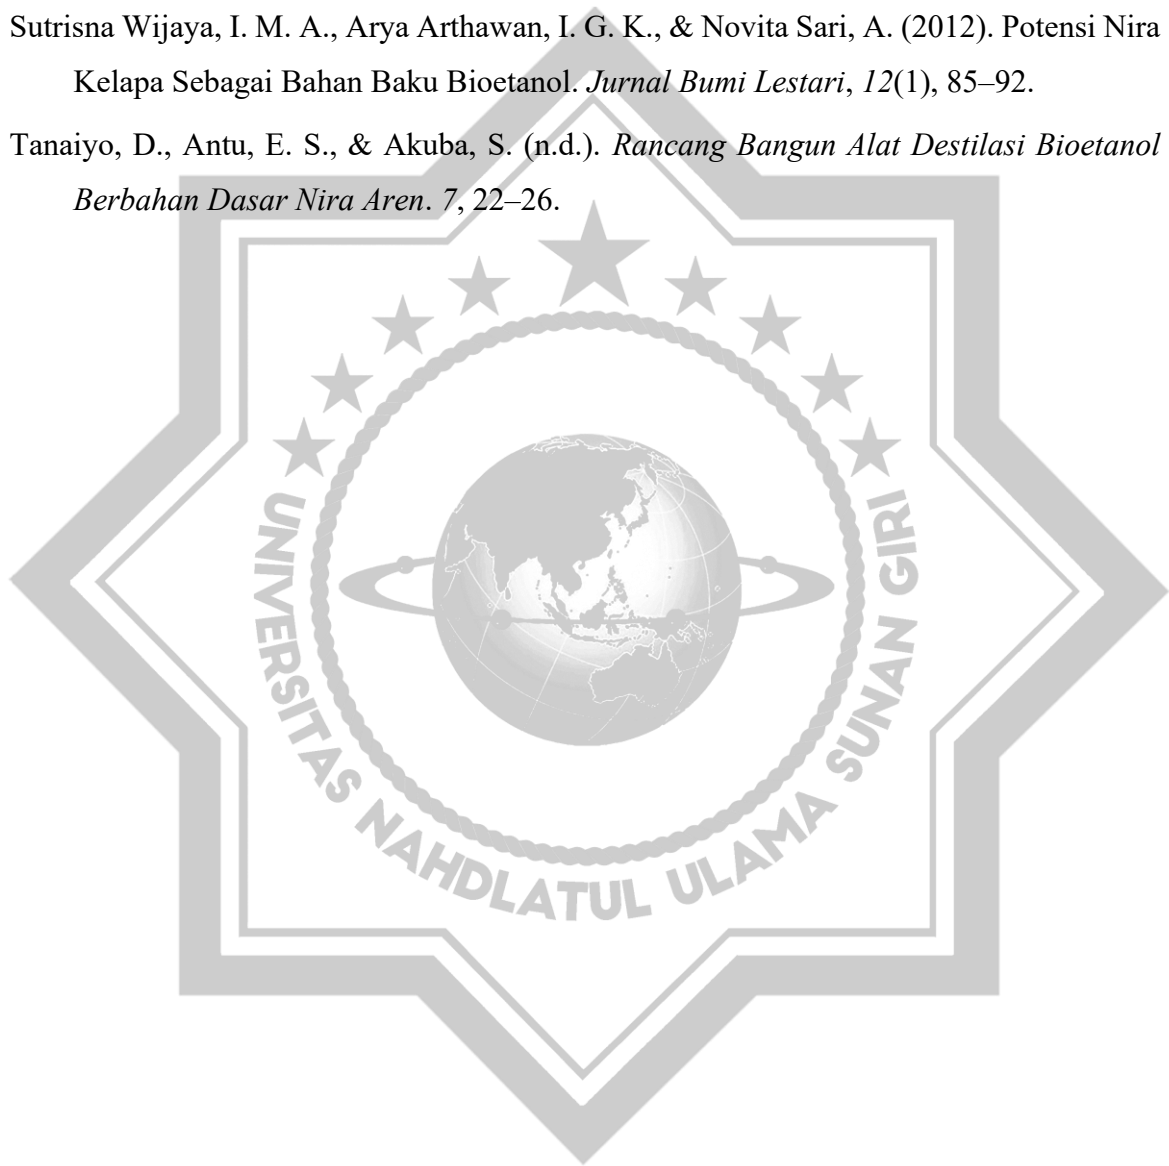 Sutrisna Wijaya, I. M. A., Arya Arthawan, I. G. K., & Novita Sari, A. (2012). Potensi Nira
Kelapa Sebagai Bahan Baku Bioetanol. Jurnal Bumi Lestari, 12(1), 85–92.
Tanaiyo, D., Antu, E. S., & Akuba, S. (n.d.). Rancang Bangun Alat Destilasi Bioetanol
Berbahan Dasar Nira Aren. 7, 22–26.
UNIVERSITAS NAHDLATUL ULAMA SUNAN GIRI